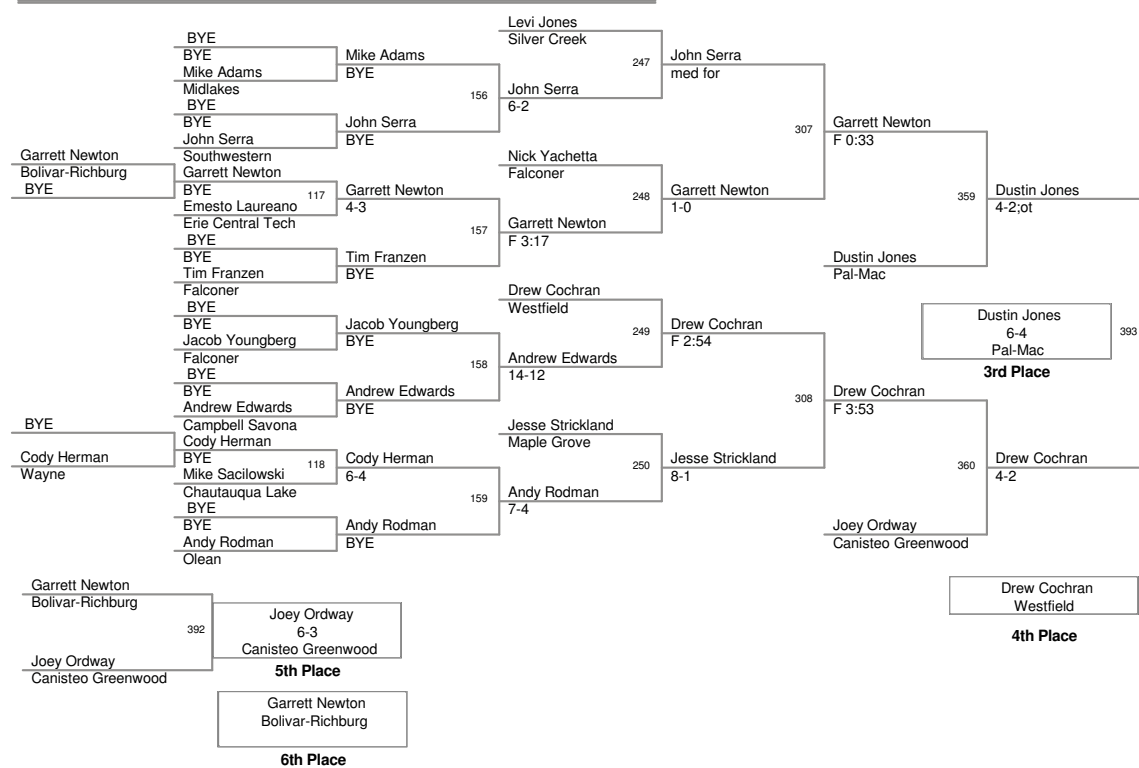 Levi Jones
Silver Creek
BYE
BYE
Mike Adams
Midlakes
Mike Adams
BYE
247
John Serra
med for
156
John Serra
6-2
BYE
BYE
John Serra
Southwestern
John Serra
BYE
307
Garrett Newton
F 0:33
Garrett Newton
Bolivar-Richburg
BYE
Garrett Newton
BYE
Ernesto Laureano
Erie Central Tech
117
Garrett Newton
4-3
Nick Yachetta
Falconer
248
Garrett Newton
1-0
359
Dustin Jones
4-2;ot
157
Garrett Newton
F 3:17
BYE
BYE
Tim Franzen
Falconer
Tim Franzen
BYE
Dustin Jones
Pal-Mac
BYE
BYE
Jacob Youngberg
Falconer
Jacob Youngberg
BYE
Drew Cochran
Westfield
249
Drew Cochran
F 2:54
Dustin Jones
6-4
Pal-Mac
393
3rd Place
158
Andrew Edwards
14-12
BYE
BYE
Andrew Edwards
Campbell Savona
Andrew Edwards
BYE
308
Drew Cochran
F 3:53
BYE
Cody Herman
Wayne
Cody Herman
BYE
Mike Sacilowski
Chautauqua Lake
118
Cody Herman
6-4
Jesse Strickland
Maple Grove
250
Jesse Strickland
8-1
360
Drew Cochran
4-2
159
Andy Rodman
7-4
BYE
BYE
Andy Rodman
Olean
Andy Rodman
BYE
Joey Ordway
Canisteo Greenwood
Garrett Newton
Bolivar-Richburg
392
Joey Ordway
6-3
Canisteo Greenwood
5th Place
Joey Ordway
Canisteo Greenwood
Drew Cochran
Westfield
4th Place
Garrett Newton
Bolivar-Richburg
6th Place